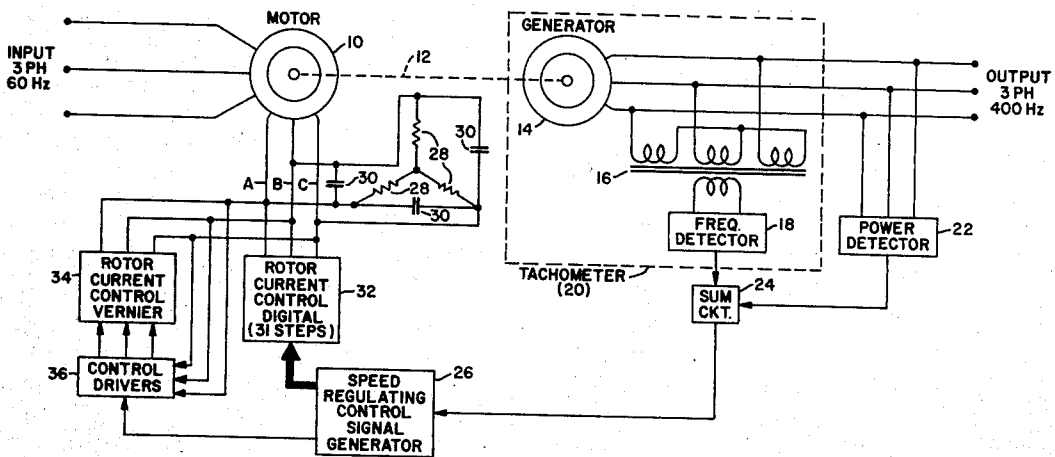 MOTOR
10
INPUT
3 PH
60 Hz
12
GENERATOR
14
OUTPUT
3 PH
400 Hz
16
FREQ.
DETECTOR
18
POWER
DETECTOR
22
TACHOMETER
(20)
SUM
CKT.
24
A
B
C
30
28
28
28
30
30
34
ROTOR
CURRENT
CONTROL
VERNIER
ROTOR
CURRENT
CONTROL
DIGITAL
(31 STEPS)
32
36
CONTROL
DRIVERS
SPEED
REGULATING
CONTROL
SIGNAL
GENERATOR
26